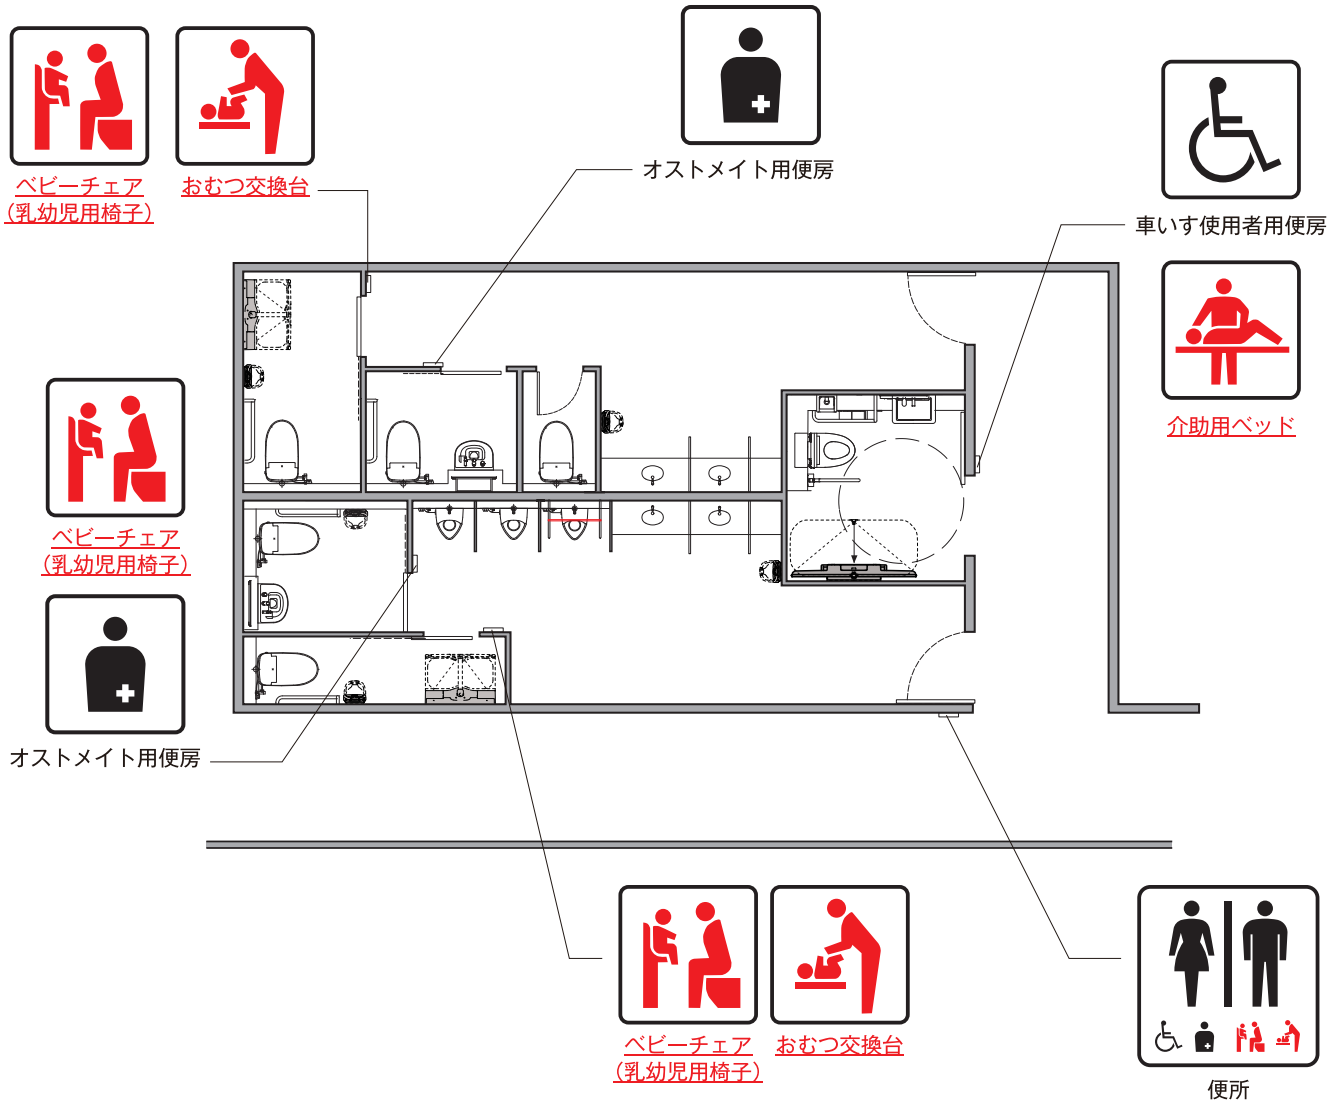 ベビーチェア
（乳幼児用椅子）
おむつ交換台
オストメイト用便房
車いす使用者用便房
介助用ベッド
ベビーチェア
（乳幼児用椅子）
オストメイト用便房
ベビーチェア
（乳幼児用椅子）
おむつ交換台
便所